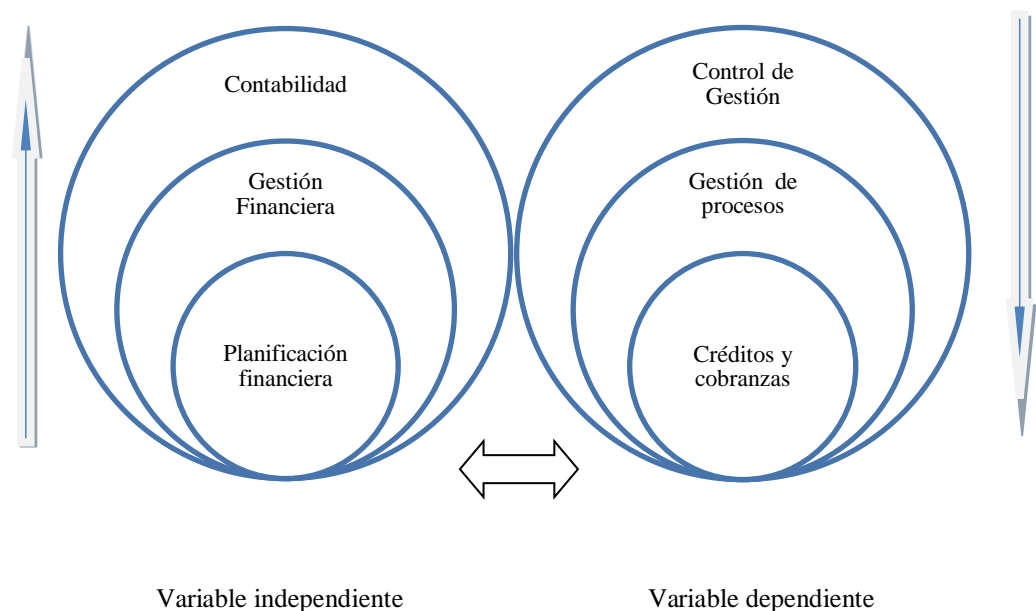 Contabilidad
Gestión
Financiera
Planificación
financiera
Control de
Gestión
Gestión de
procesos
Créditos y
cobranzas
Variable independiente
Variable dependiente